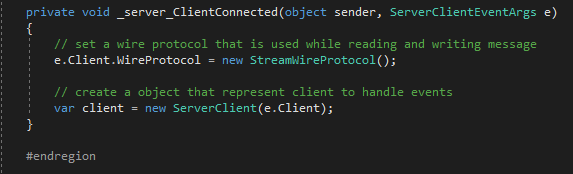 private void _server_ClientConnected(object sender, ServerClientEventArgs e)
{
// set a wire protocol that is used while reading and writing message
e.Client.WireProtocol = new StreamWireProtocol();
// create a object that represent client to handle events
var client = new ServerClient(e.Client);
}
#endregion